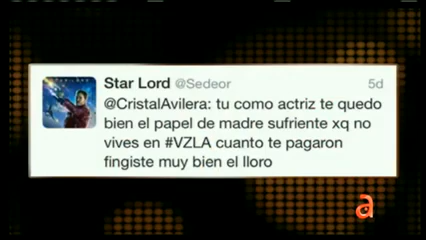 Star Lord @Sedeor 5d
@CristalAvilera: tu como actriz te quedo
bien el papel de madre sufriente xq no
vives en #VZLA cuanto te pagaron
fingiste muy bien el lloro
a